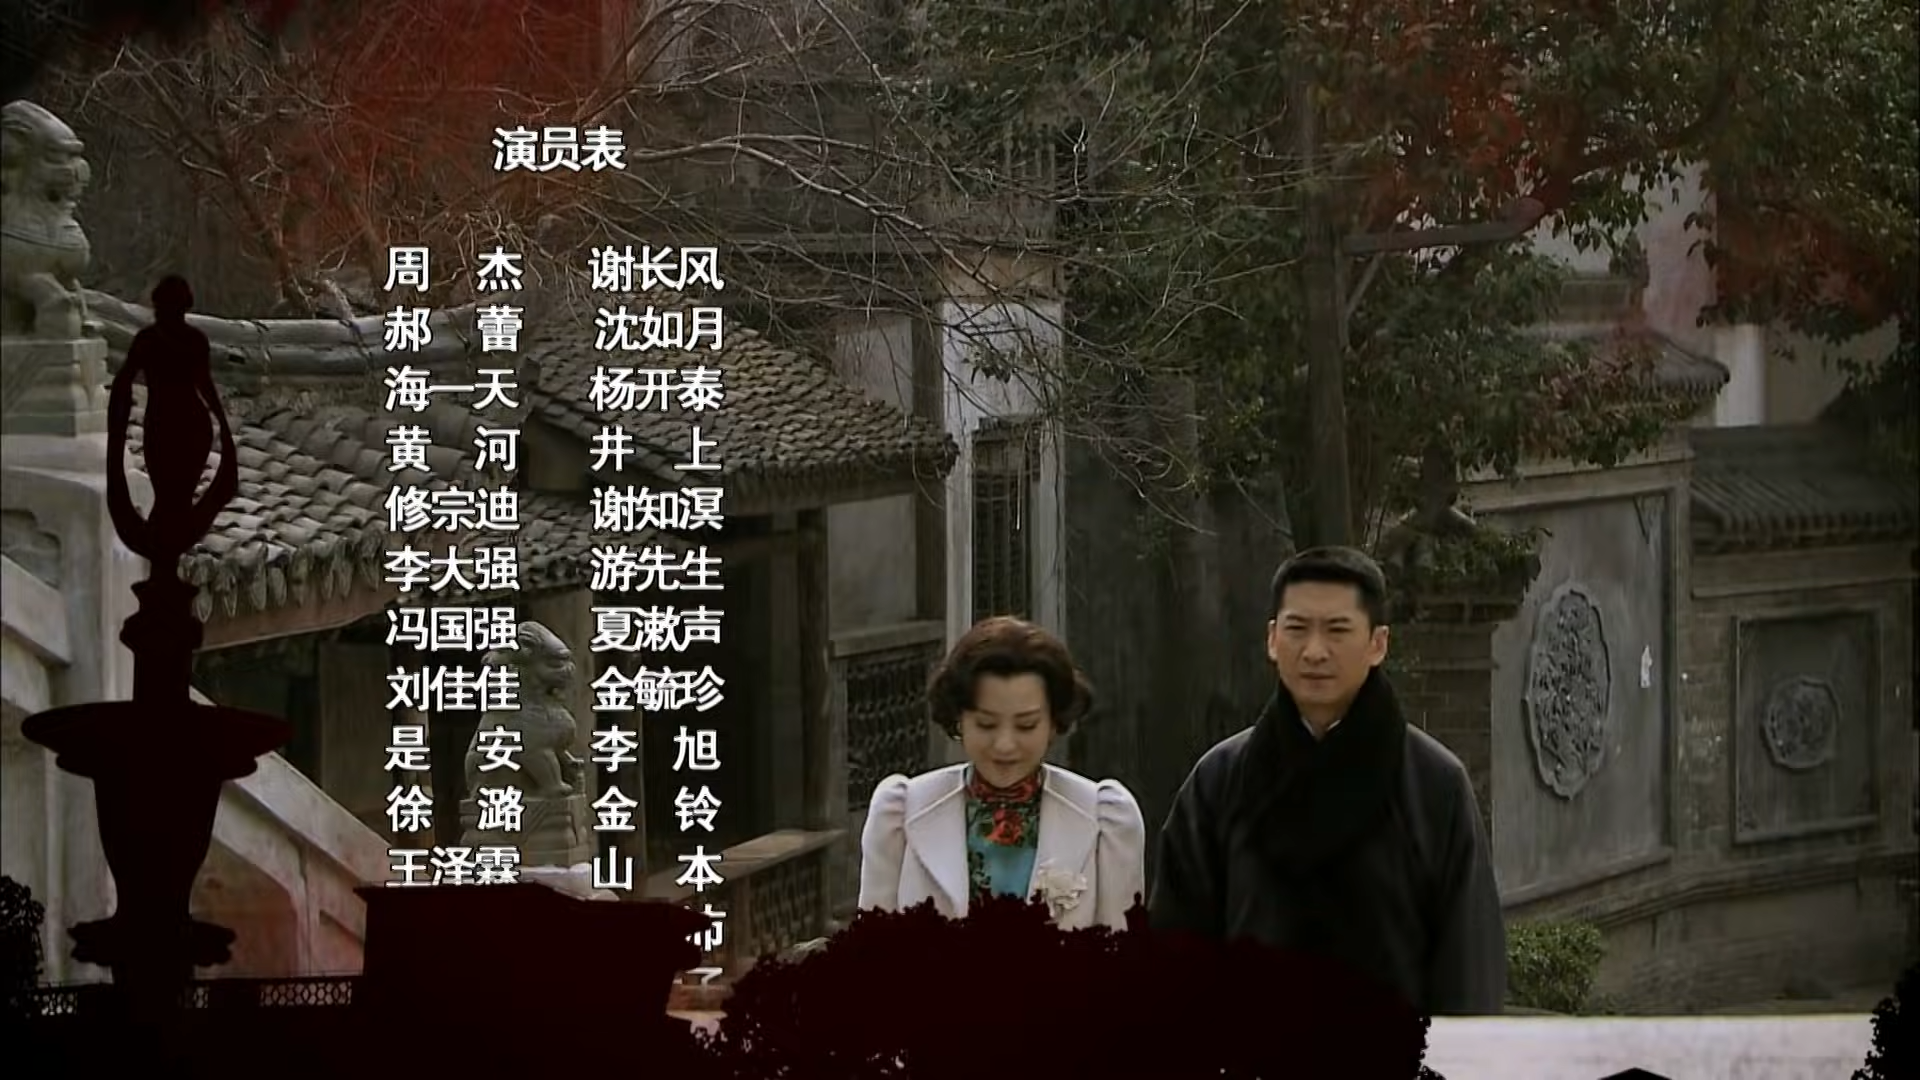 演员表
周 杰 谢长风
郝 蕾 沈如月
海一天 杨开泰
黄 河 井 上
修宗迪 谢知溟
李大强 游先生
冯国强 夏漱声
刘佳佳 金毓珍
是 安 李 旭
徐 潞 金 铃
王泽霖 山 本